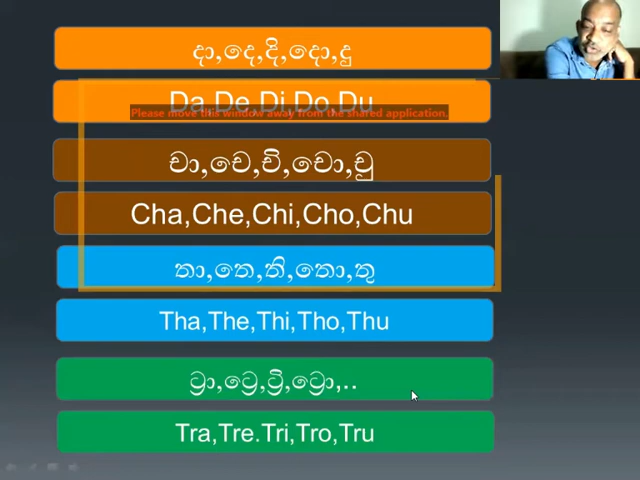 දා,දෙ,දි,දො,දු
Da,De,Di,Do,Du
Please move this window away from the shared application.
චා,චෙ,චි,චො,චු
Cha,Che,Chi,Cho,Chu
තා,තෙ,ති,තො,තු
Tha,The,Thi,Tho,Thu
ට්‍රා,ට්‍රෙ,ට්‍රි,ට්‍රො,..
Tra,Tre.Tri,Tro,Tru